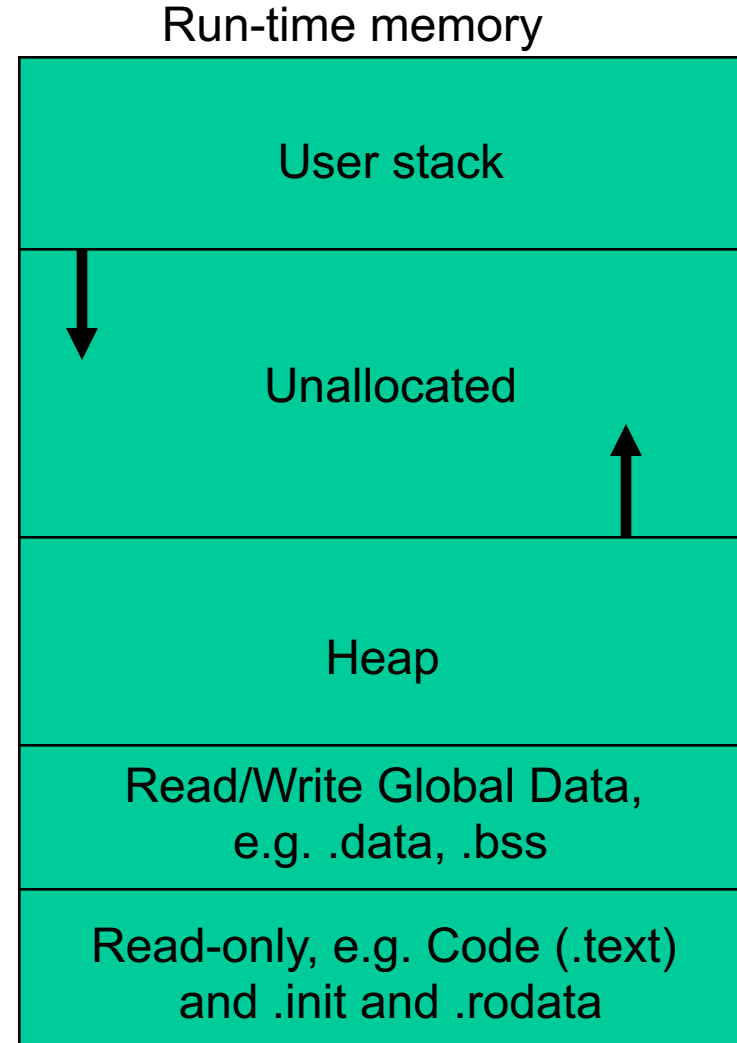 Run-time memory
User stack
Unallocated
Heap
Read/Write Global Data,
e.g. .data, .bss
Read-only, e.g. Code (.text)
and .init and .rodata